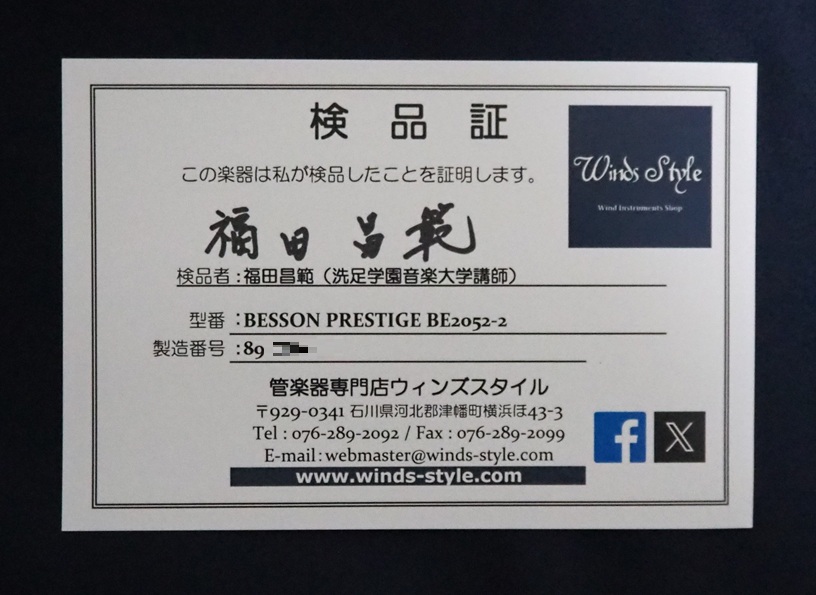 検品証
Winds Style
Wind Instruments Shop
この楽器は私が検品したことを証明します。
福田昌範
検品者:福田昌範(洗足学園音楽大学講師)
型番:BESSON PRESTIGE BE2052-2
製造番号:89
管楽器専門店ウィンズスタイル
〒929-0341 石川県河北郡津幡町横浜ほ43-3
Tel : 076-289-2092 / Fax : 076-289-2099
E-mail:webmaster@winds-style.com
www.winds-style.com